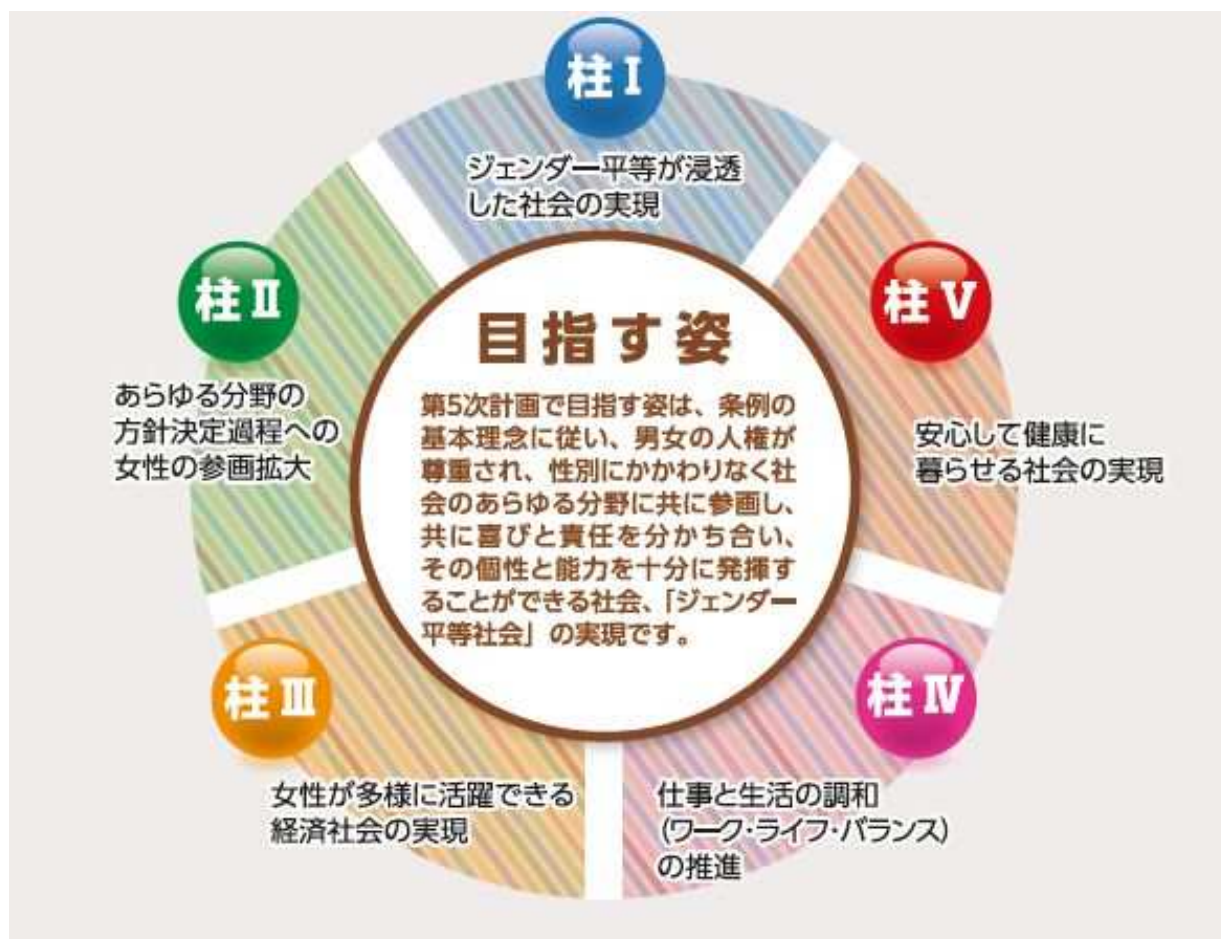 柱Ⅰ
ジェンダー平等が浸透
した社会の実現
柱Ⅱ
あらゆる分野の
方針決定過程への
女性の参画拡大
柱Ⅲ
女性が多様に活躍できる
経済社会の実現
柱Ⅳ
仕事と生活の調和
(ワーク・ライフ・バランス)
の推進
柱Ⅴ
安心して健康に
暮らせる社会の実現
目指す姿
第5次計画で目指す姿は、条例の
基本理念に従い、男女の人権が
尊重され、性別にかかわりなく社
会のあらゆる分野に共に参画し、
共に喜びと責任を分かち合い、
その個性と能力を十分に発揮す
ることができる社会、「ジェンダー
平等社会」の実現です。